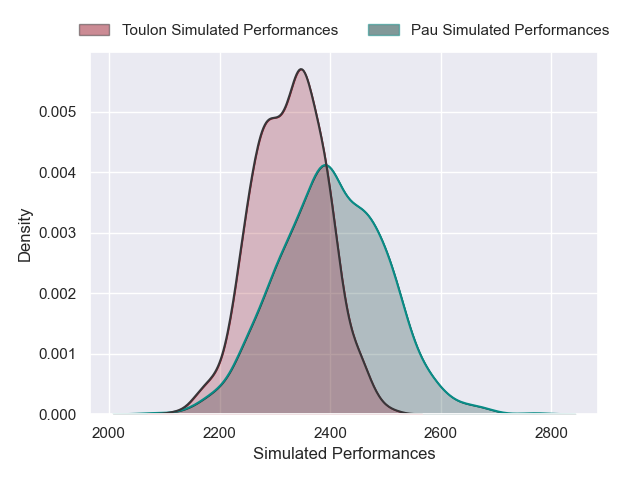 Toulon Simulated Performances
Pau Simulated Performances
0.005
0.004
0.003
0.002
0.001
0.000
2000
2200
2400
2600
2800
Density
Simulated Performances